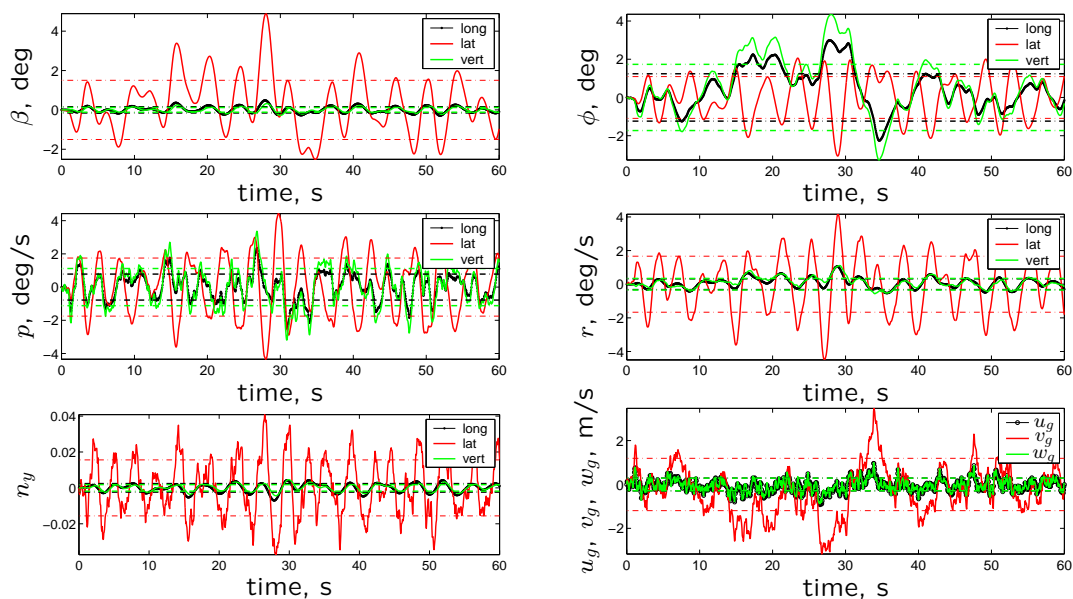 β, deg
4
2
0
−2
long
lat
vert
0 10 20 30 40 50 60
time, s
ϕ, deg
4
2
0
−2
long
lat
vert
0 10 20 30 40 50 60
time, s
p, deg/s
4
2
0
−2
−4
long
lat
vert
0 10 20 30 40 50 60
time, s
r, deg/s
4
2
0
−2
−4
long
lat
vert
0 10 20 30 40 50 60
time, s
n_y
0.04
0.02
0
−0.02
long
lat
vert
0 10 20 30 40 50 60
time, s
u_g, v_g, w_g, m/s
2
0
−2
u_g
v_g
w_g
0 10 20 30 40 50 60
time, s